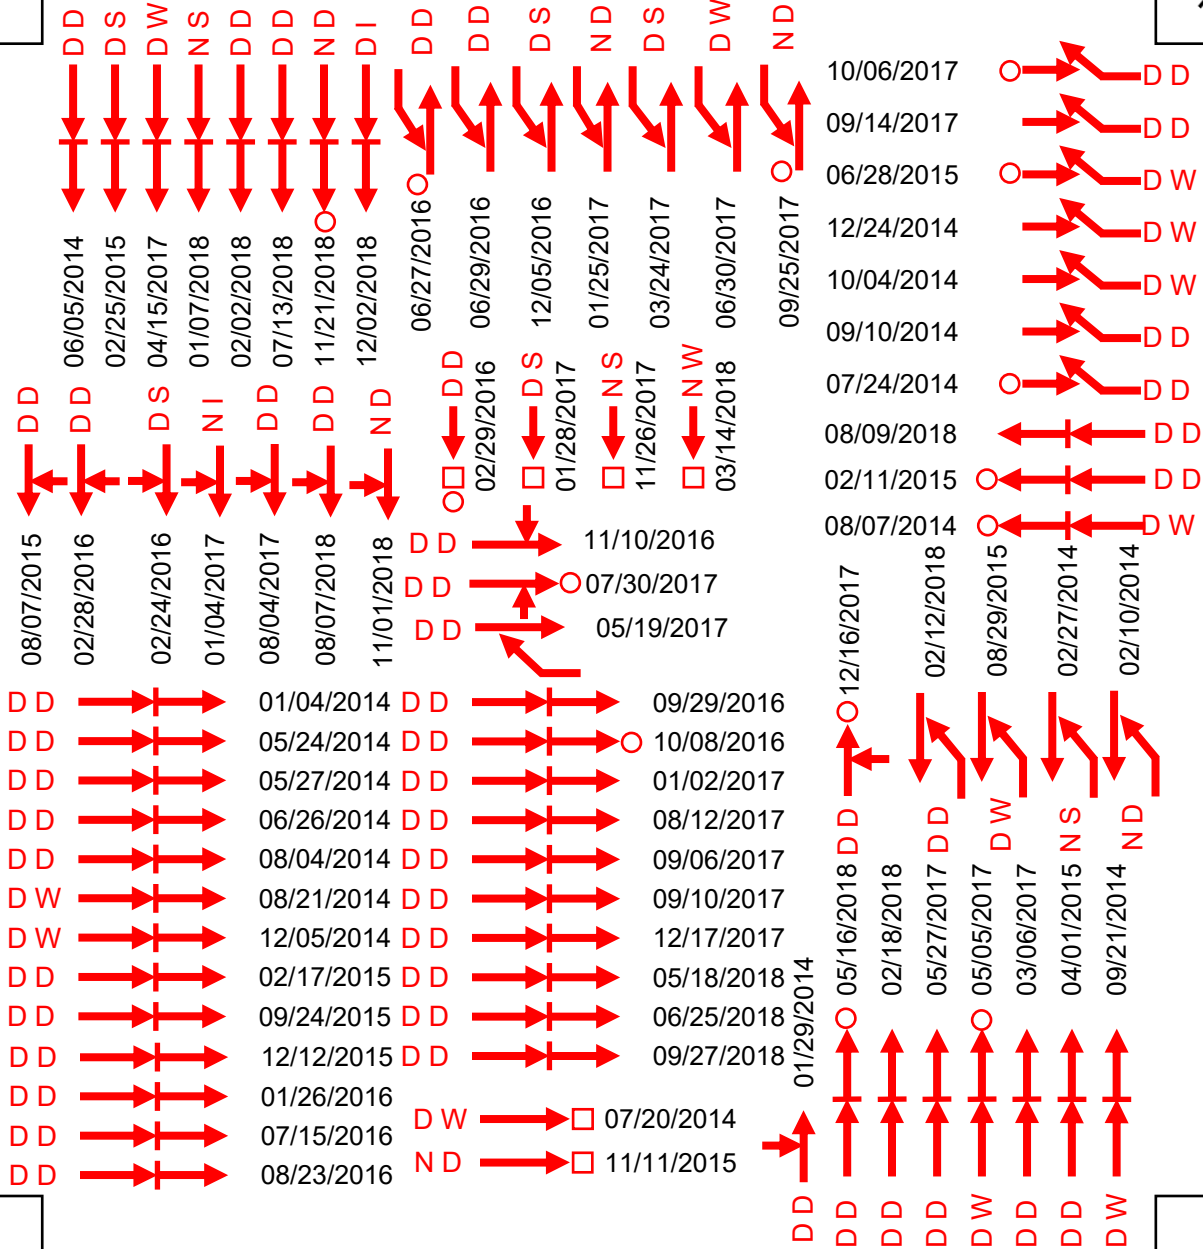 D D
D S
D W
N S
D D
D D
N D
D I
06/05/2014
02/25/2015
04/15/2017
01/07/2018
02/02/2018
07/13/2018
11/21/2018
12/02/2018
D D
D D
D S
N D
D S
D W
N D
06/27/2016
06/29/2016
12/05/2016
01/25/2017
03/24/2017
06/30/2017
09/25/2017
10/06/2017 D D
09/14/2017 D D
06/28/2015 D W
12/24/2014 D W
10/04/2014 D W
09/10/2014 D D
07/24/2014 D D
08/09/2018 D D
02/11/2015 D D
08/07/2014 D W
D D
D D
D S
N I
D D
D D
N D
08/07/2015
02/28/2016
02/24/2016
01/04/2017
08/04/2017
08/07/2018
11/01/2018
D D
02/29/2016
D S
01/28/2017
N S
11/26/2017
N W
03/14/2018
D D 11/10/2016
D D 07/30/2017
D D 05/19/2017
12/16/2017
02/12/2018
08/29/2015
02/27/2014
02/10/2014
D D
D D
D W
N S
N D
D D 01/04/2014
D D 05/24/2014
D D 05/27/2014
D D 06/26/2014
D D 08/04/2014
D W 08/21/2014
D W 12/05/2014
D D 02/17/2015
D D 09/24/2015
D D 12/12/2015
D D 01/26/2016
D D 07/15/2016
D D 08/23/2016
D D 09/29/2016
D D 10/08/2016
D D 01/02/2017
D D 08/12/2017
D D 09/06/2017
D D 09/10/2017
D D 12/17/2017
D D 05/18/2018
D D 06/25/2018
D D 09/27/2018
D W 07/20/2014
N D 11/11/2015
01/29/2014
05/16/2018
02/18/2018
05/27/2017
05/05/2017
03/06/2017
04/01/2015
09/21/2014
D D
D D
D D
D D
D W
D D
D D
D W